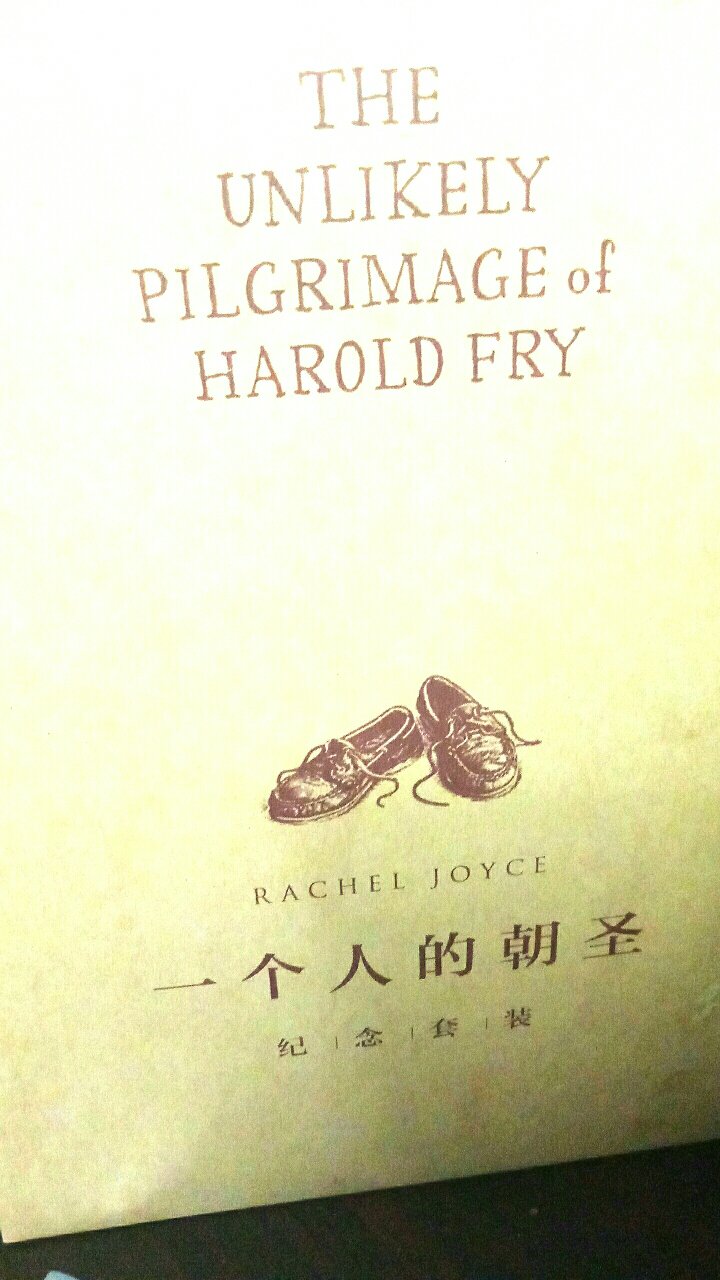 THE
UNLIKELY
PILGRIMAGE of
HAROLD FRY
RACHEL JOYCE
一个人的朝圣
纪|念|套|装